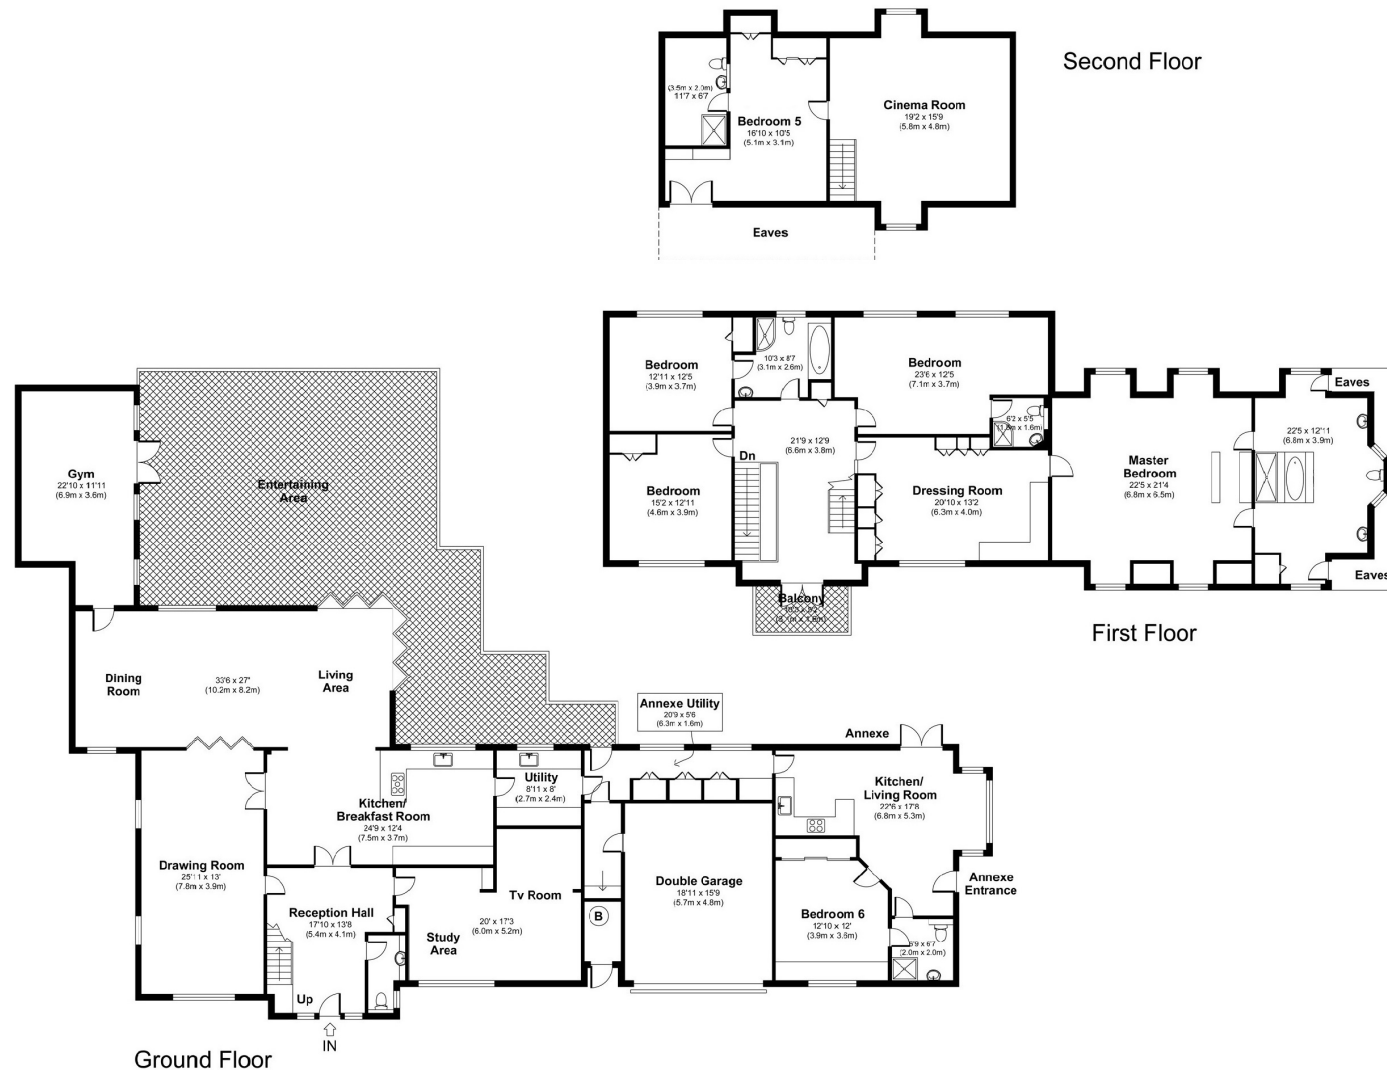 Second Floor
(3.5m x 2.0m)
11'7 x 6'7
Bedroom 5
16'10 x 10'5
(5.1m x 3.1m)
Cinema Room
19'2 x 15'9
(5.8m x 4.8m)
Eaves
Bedroom
12'11 x 12'5
(3.9m x 3.7m)
10'3 x 8'7
(3.1m x 2.6m)
Bedroom
23'6 x 12'5
(7.1m x 3.7m)
6'2 x 5'5
Eaves
21'9 x 12'9
(6.6m x 3.8m)
Dn
22'5 x 12'11
(6.8m x 3.9m)
Master
Bedroom
22'5 x 21'4
(6.8m x 6.5m)
Bedroom
15'2 x 12'11
(4.6m x 3.9m)
Dressing Room
20'10 x 13'2
(6.3m x 4.0m)
Eaves
Balcony
First Floor
Gym
22'10 x 11'11
(6.9m x 3.6m)
Entertaining
Area
Dining
Room
33'6 x 27'
(10.2m x 8.2m)
Living
Area
Annexe Utility
20'9 x 5'6
(6.3m x 1.6m)
Annexe
Kitchen/
Living Room
22'6 x 17'8
(6.8m x 5.3m)
Utility
8'11 x 8'
(2.7m x 2.4m)
Kitchen/
Breakfast Room
24'9 x 12'4
(7.5m x 3.7m)
Drawing Room
25'11 x 13'
(7.8m x 3.9m)
Double Garage
18'11 x 15'9
(5.7m x 4.8m)
Annexe
Entrance
Tv Room
Reception Hall
17'10 x 13'8
(5.4m x 4.1m)
20' x 17'3
(6.0m x 5.2m)
Study
Area
B
Bedroom 6
12'10 x 12'
(3.9m x 3.6m)
(2.0m x 2.0m)
Up
IN
Ground Floor